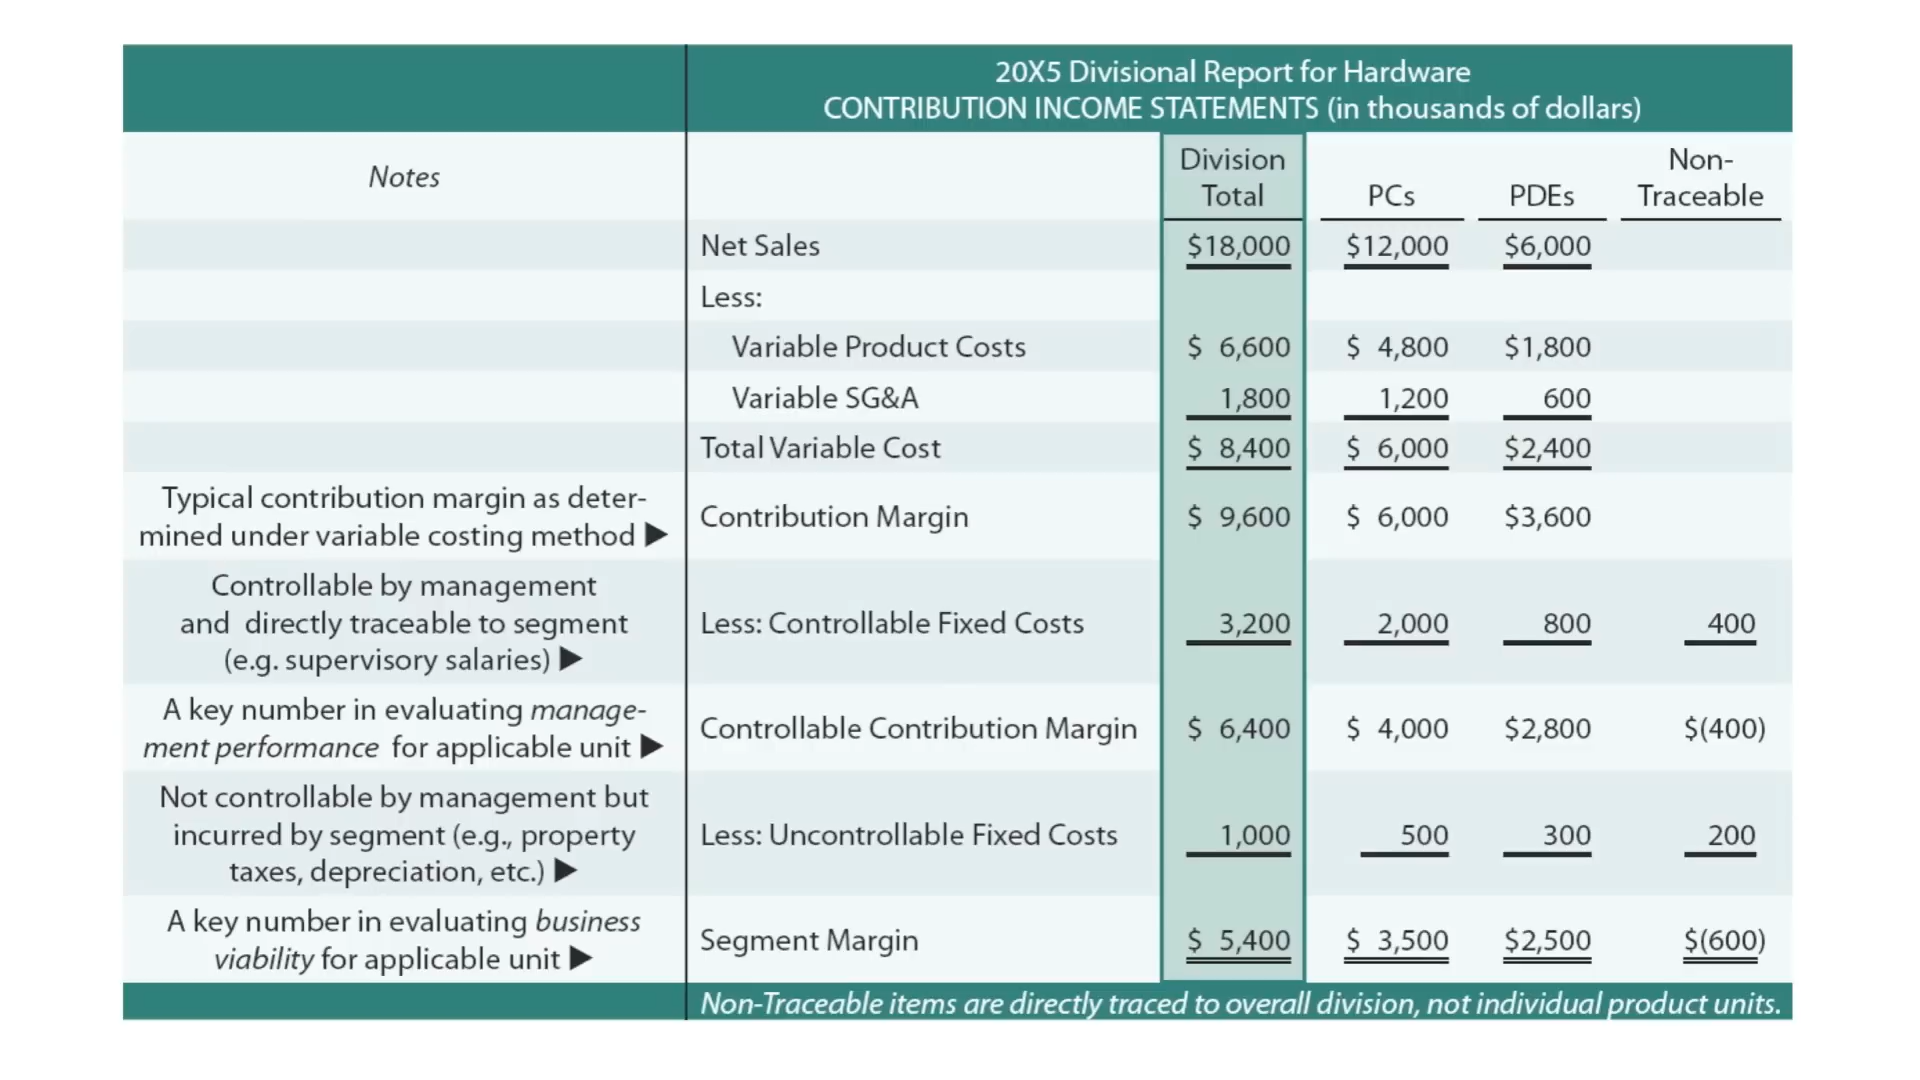 20X5 Divisional Report for Hardware
CONTRIBUTION INCOME STATEMENTS (in thousands of dollars)
Notes
Division Total PCs PDEs Non-Traceable
Net Sales $18,000 $12,000 $6,000
Less:
Variable Product Costs $ 6,600 $ 4,800 $1,800
Variable SG&A 1,800 1,200 600
Total Variable Cost $ 8,400 $ 6,000 $2,400
Typical contribution margin as deter-
mined under variable costing method ▶
Contribution Margin $ 9,600 $ 6,000 $3,600
Controllable by management
and directly traceable to segment
(e.g. supervisory salaries) ▶
Less: Controllable Fixed Costs 3,200 2,000 800 400
A key number in evaluating manage-
ment performance for applicable unit ▶
Controllable Contribution Margin $ 6,400 $ 4,000 $2,800 $(400)
Not controllable by management but
incurred by segment (e.g., property
taxes, depreciation, etc.) ▶
Less: Uncontrollable Fixed Costs 1,000 500 300 200
A key number in evaluating business
viability for applicable unit ▶
Segment Margin $ 5,400 $ 3,500 $2,500 $(600)
Non-Traceable items are directly traced to overall division, not individual product units.